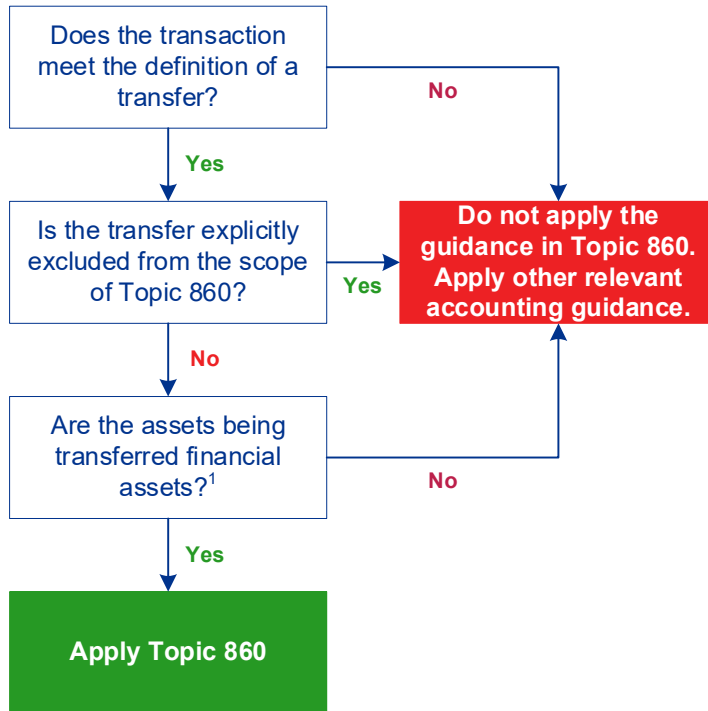 Does the transaction
meet the definition of a
transfer?
No
Yes
Is the transfer explicitly
excluded from the scope
of Topic 860?
Yes
Do not apply the
guidance in Topic 860.
Apply other relevant
accounting guidance.
No
Are the assets being
transferred financial
assets?¹
No
Yes
Apply Topic 860